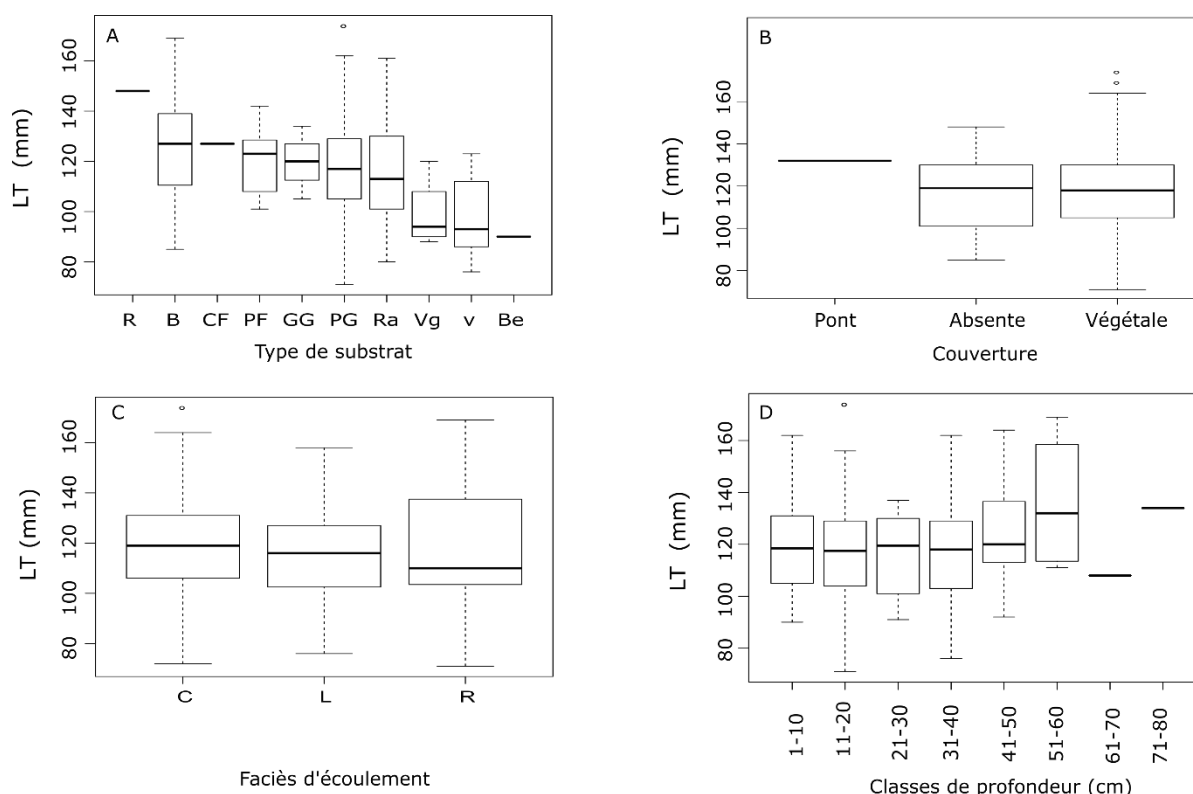 A
LT (mm)
160
140
120
100
80
R B CF PF GG PG Ra Vg v Be
Type de substrat
B
LT (mm)
160
140
120
100
80
Pont Absente Végétale
Couverture
C
LT (mm)
160
140
120
100
80
C L R
Faciès d'écoulement
D
LT (mm)
160
140
120
100
80
1-10 11-20 21-30 31-40 41-50 51-60 61-70 71-80
Classes de profondeur (cm)